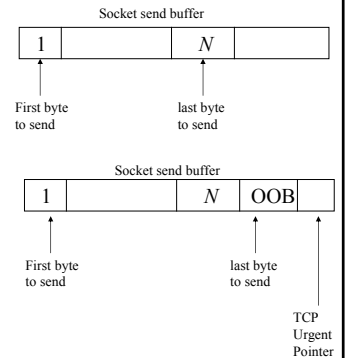 Socket send buffer
1 N
First byte last byte
to send to send
Socket send buffer
1 N OOB
First byte last byte
to send to send
TCP
Urgent
Pointer